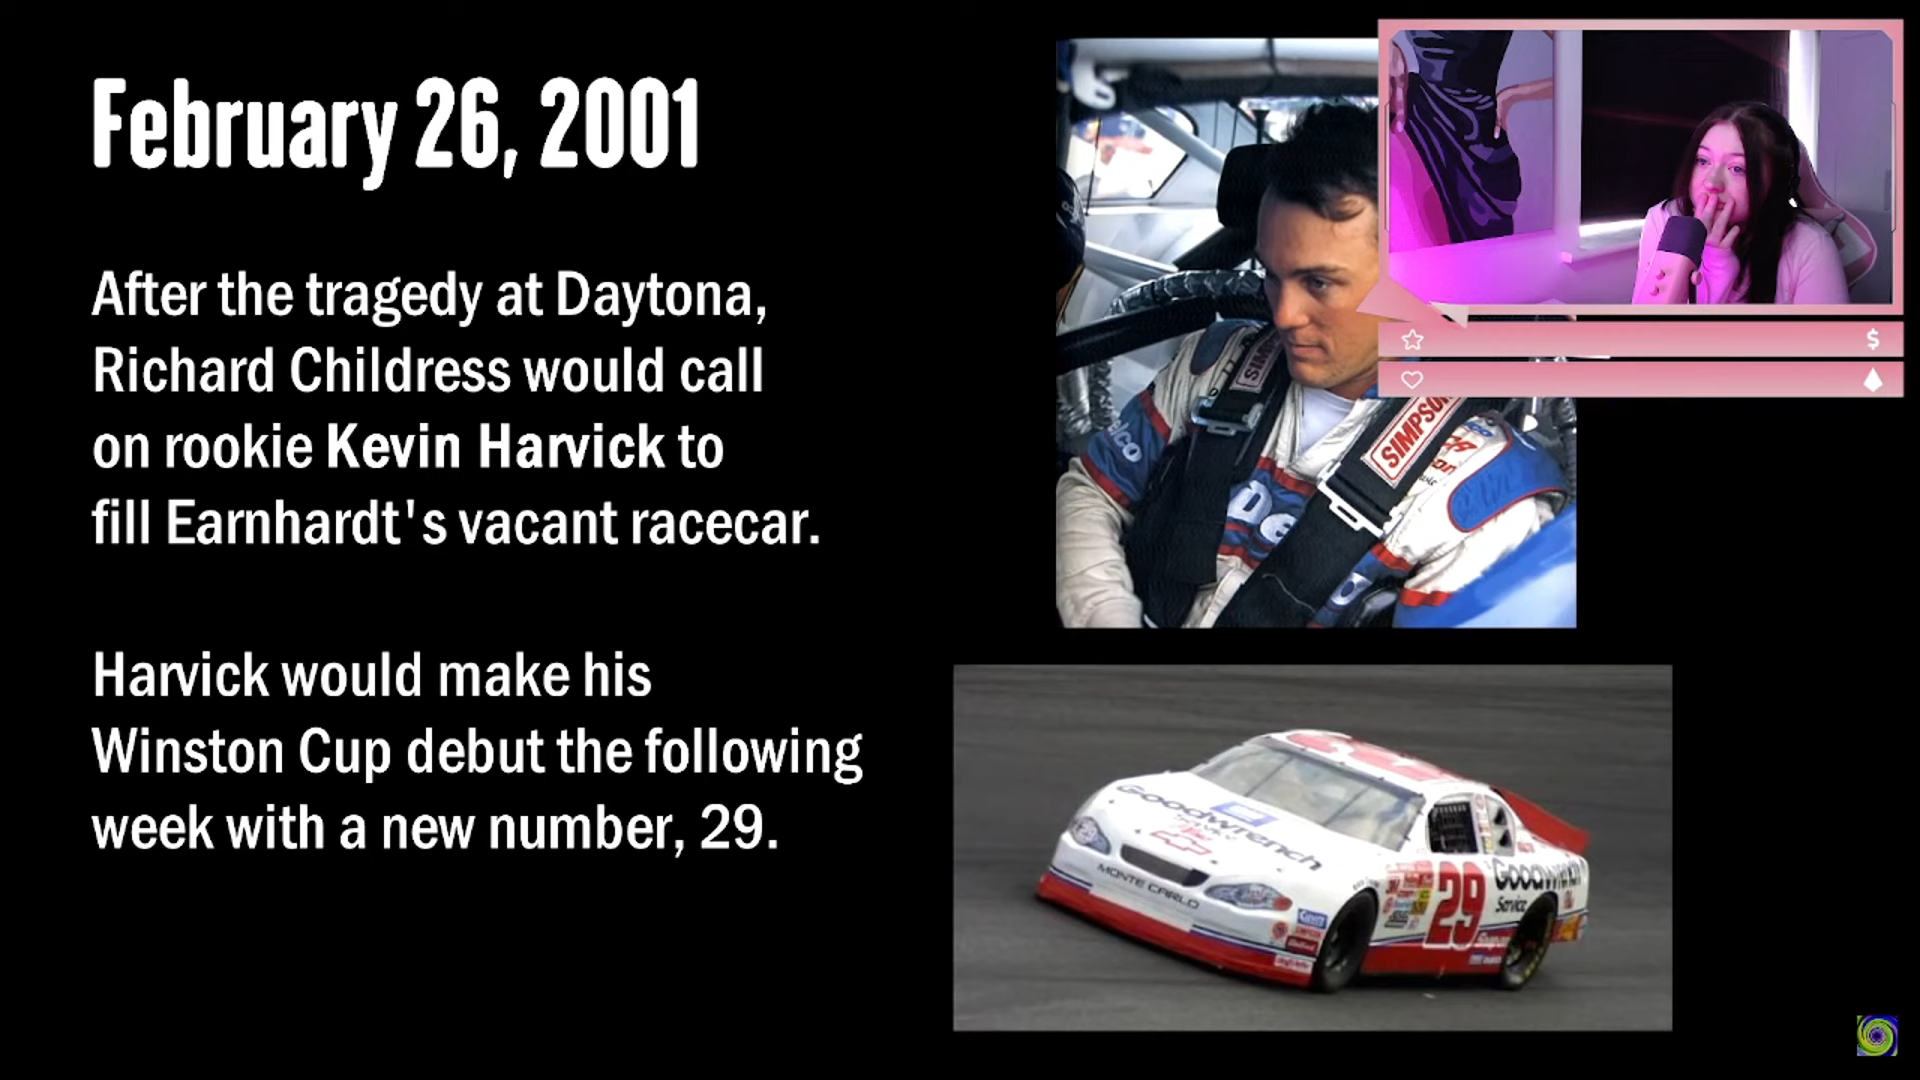 February 26, 2001
After the tragedy at Daytona,
Richard Childress would call
on rookie Kevin Harvick to
fill Earnhardt's vacant racecar.
Harvick would make his
Winston Cup debut the following
week with a new number, 29.
SIMPSON
De
$
Goodwrench
Service
MONTE CARLO
29
Goodwrench
Service